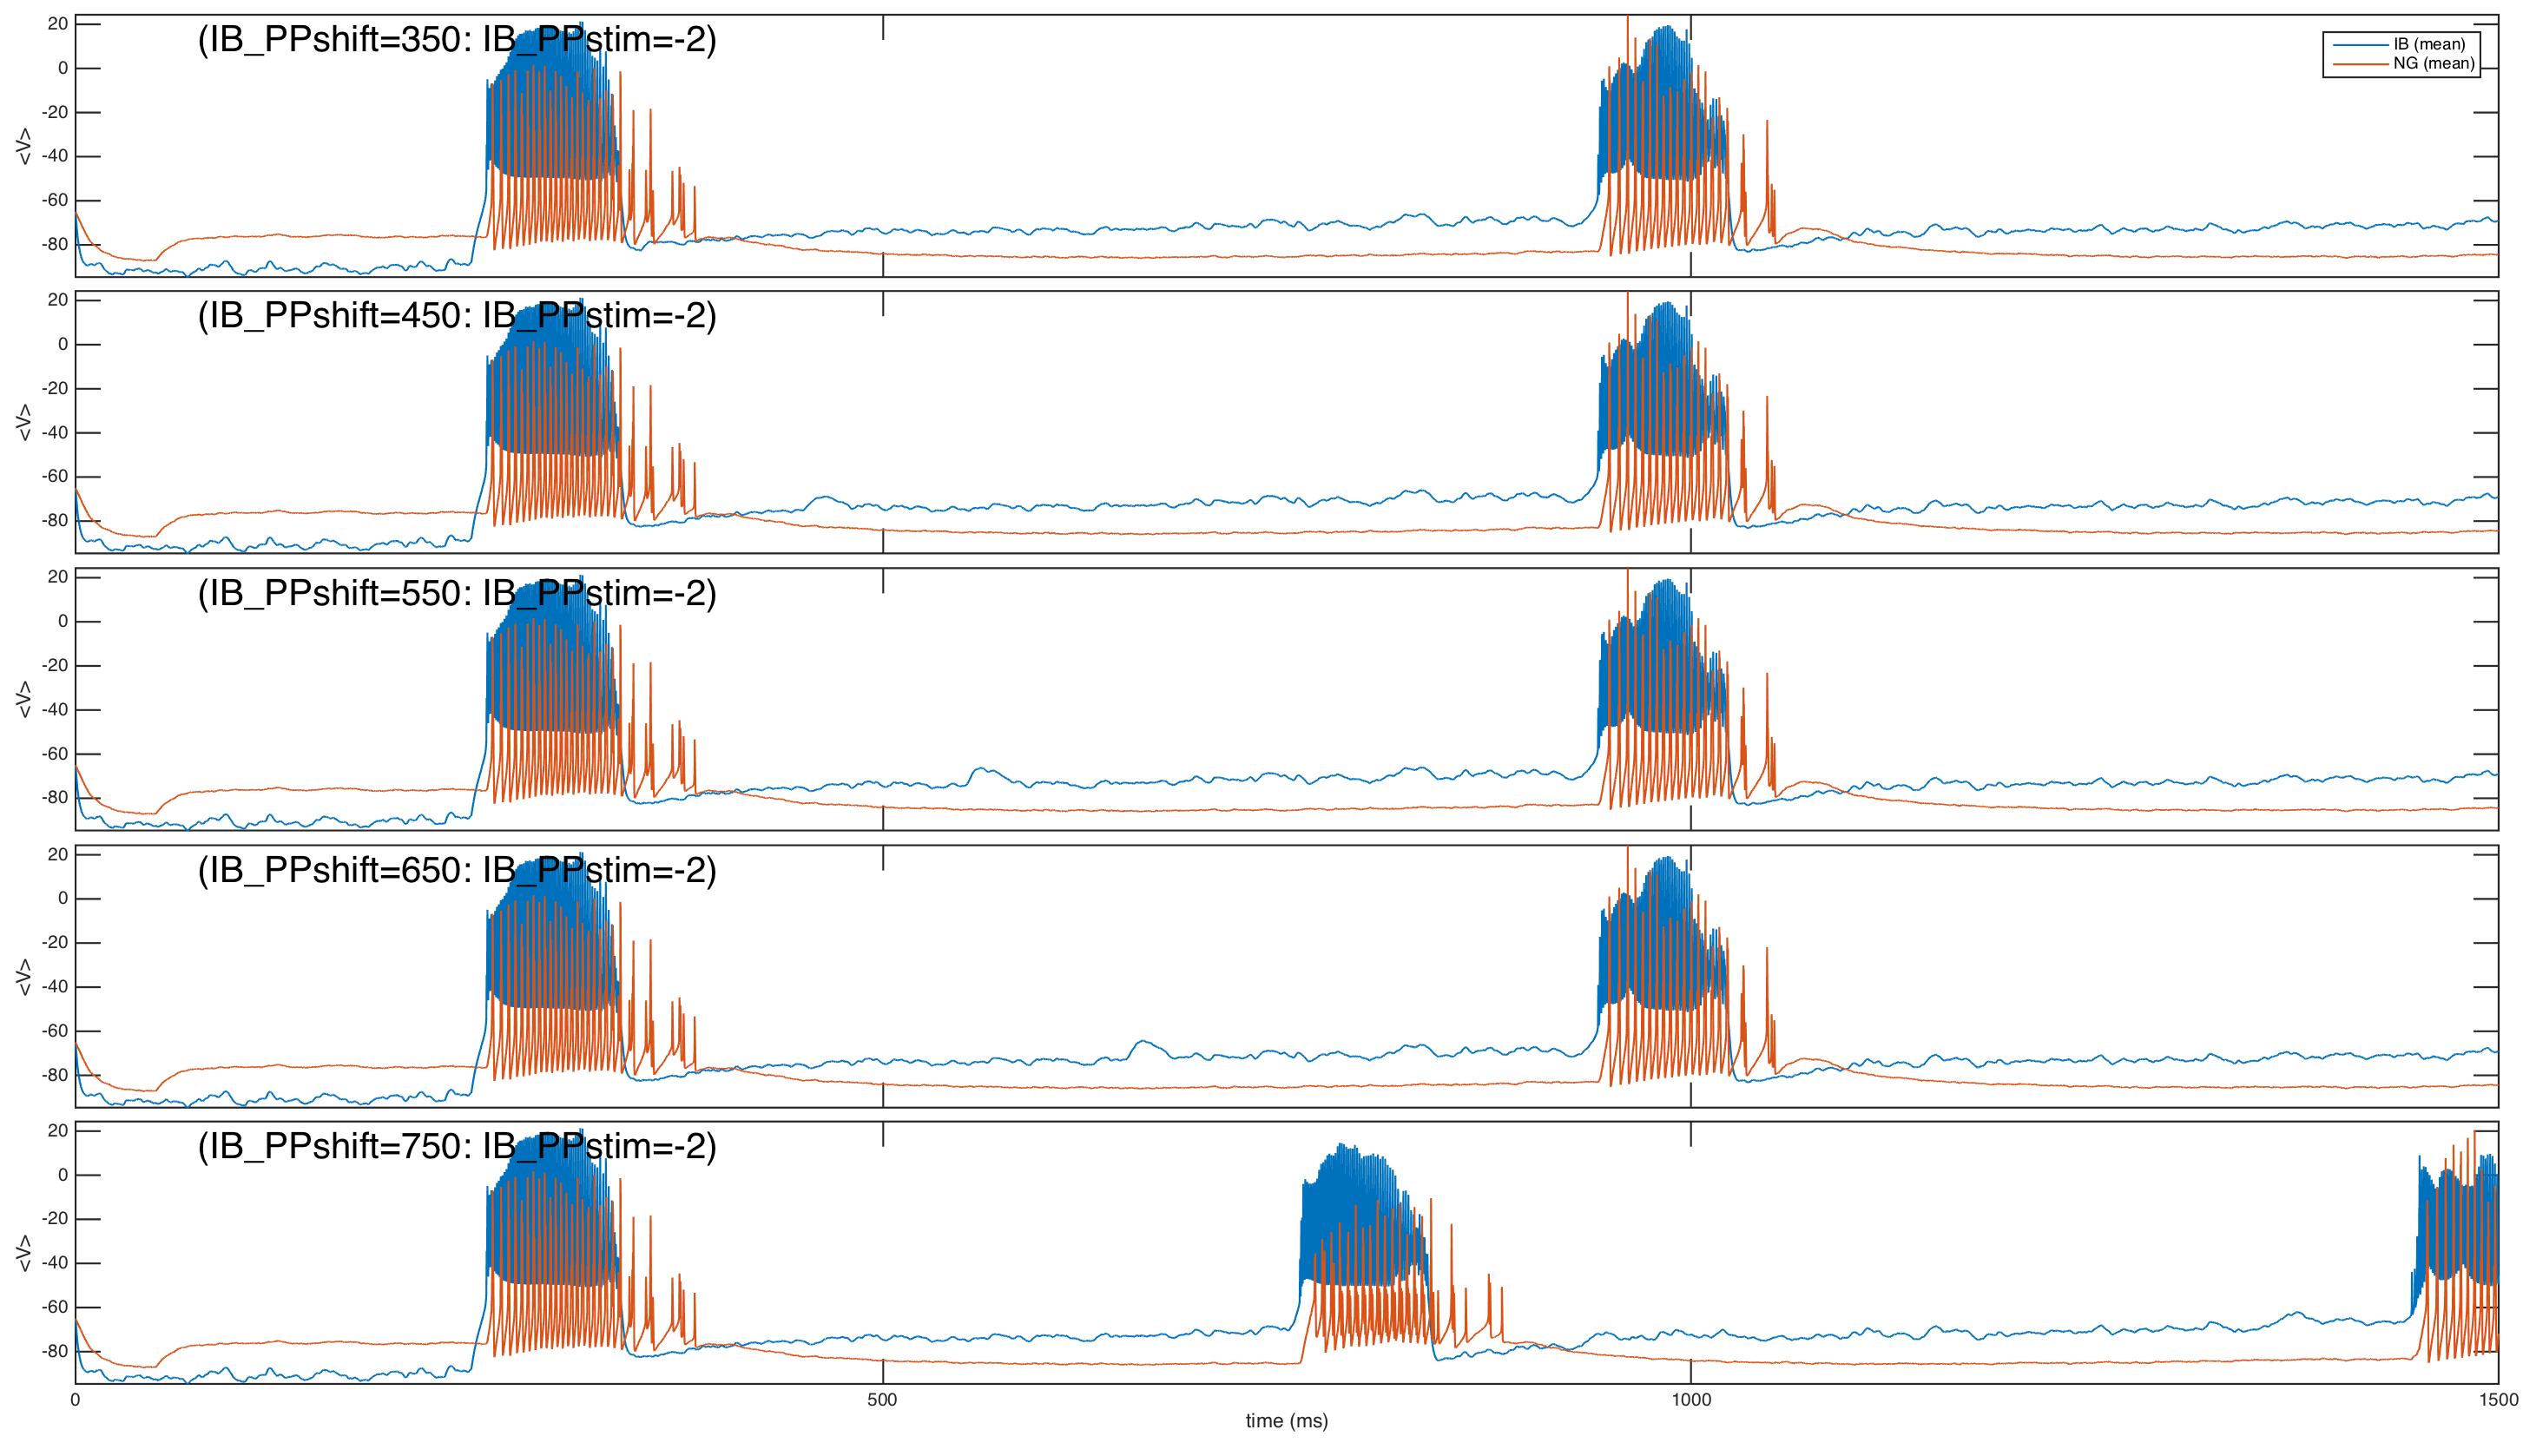 (IB_PPshift=350: IB_PPstim=-2)
IB (mean)
NG (mean)
20
0
-20
-40
-60
-80
<V>
(IB_PPshift=450: IB_PPstim=-2)
20
0
-20
-40
-60
-80
<V>
(IB_PPshift=550: IB_PPstim=-2)
20
0
-20
-40
-60
-80
<V>
(IB_PPshift=650: IB_PPstim=-2)
20
0
-20
-40
-60
-80
<V>
(IB_PPshift=750: IB_PPstim=-2)
20
0
-20
-40
-60
-80
<V>
0 500 1000 1500
time (ms)